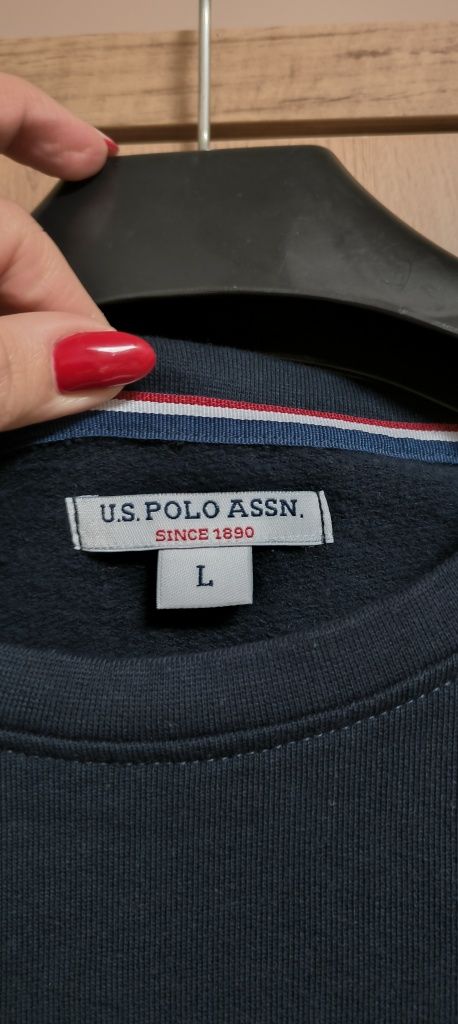 U.S. POLO ASSN.
SINCE 1890
L